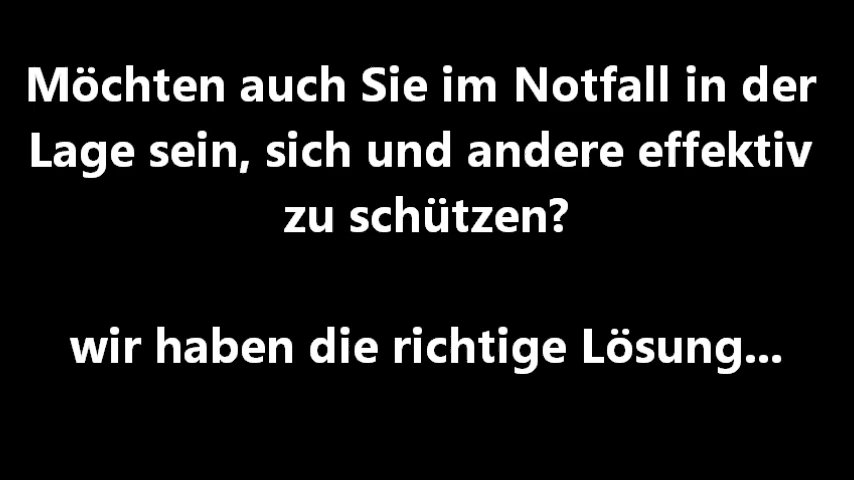 Möchten auch Sie im Notfall in der
Lage sein, sich und andere effektiv
zu schützen?
wir haben die richtige Lösung...